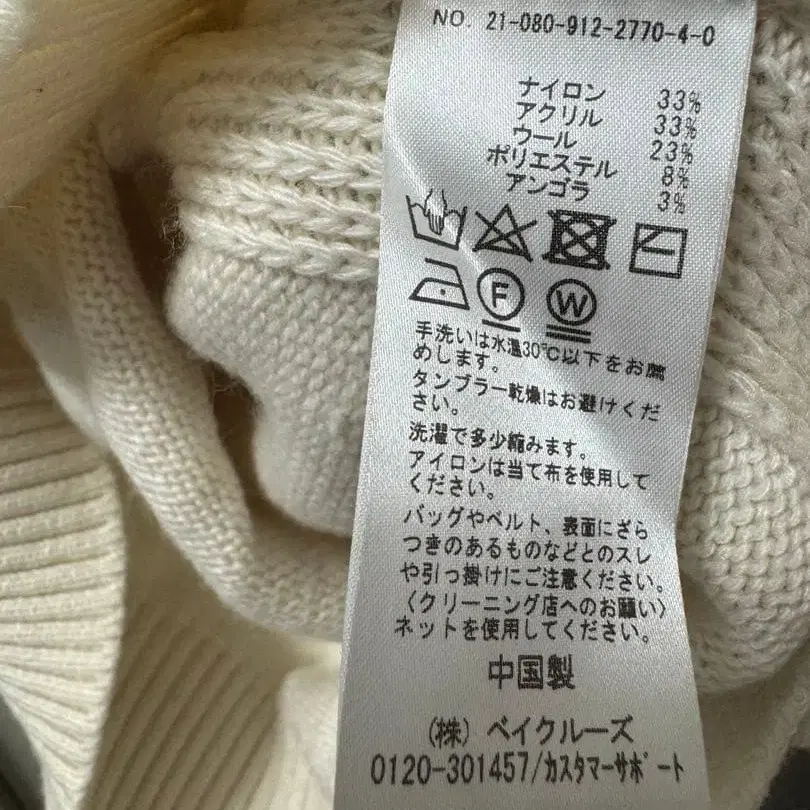 NO. 21-080-912-2770-4-0
ナイロン 33%
アクリル 33%
ウール 23%
ポリエステル 8%
アンゴラ 3%
F W
手洗いは水温30℃以下をお薦
めします。
タンブラー乾燥はお避けくだ
さい。
洗濯で多少縮みます。
アイロンは当て布を使用して
ください。
バッグやベルト、表面にざら
つきのあるものなどとのスレ
や引っ掛けにご注意ください。
〈クリーニング店へのお願い〉
ネットを使用してください。
中国製
(株) ベイクルーズ
0120-301457/カスタマーサポート